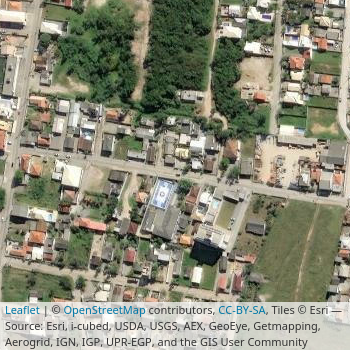 Leaflet | © OpenStreetMap contributors, CC-BY-SA, Tiles © Esri —
Source: Esri, i-cubed, USDA, USGS, AEX, GeoEye, Getmapping,
Aerogrid, IGN, IGP, UPR-EGP, and the GIS User Community